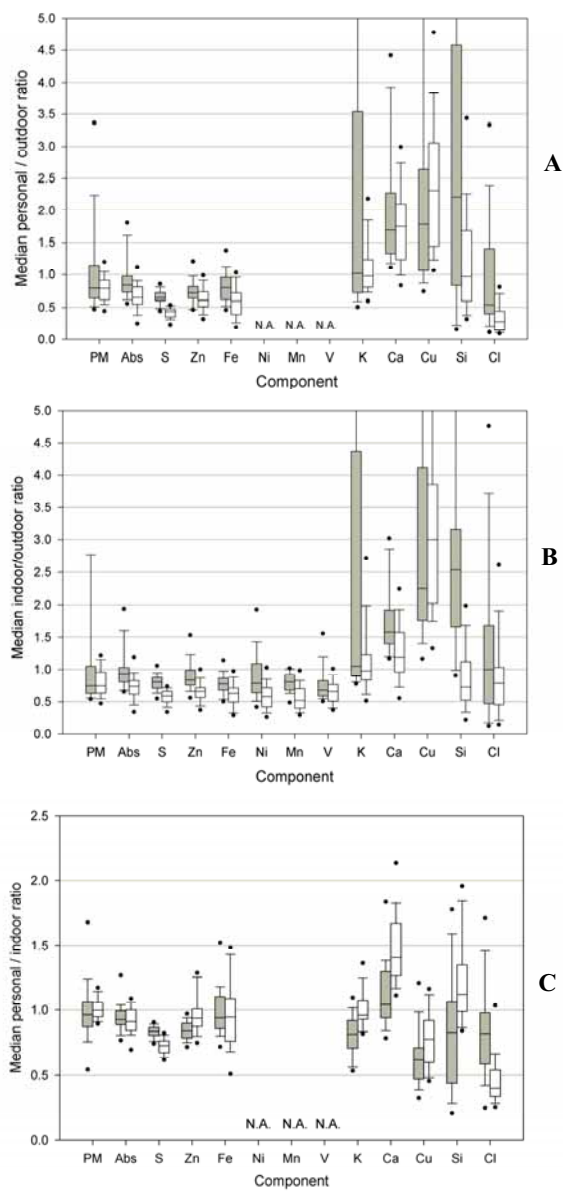 Median personal / outdoor ratio
5.0
4.5
4.0
3.5
3.0
2.5
2.0
1.5
1.0
0.5
0.0
N.A. N.A. N.A.
PM Abs S Zn Fe Ni Mn V K Ca Cu Si Cl
Component
A
Median indoor/outdoor ratio
5.0
4.5
4.0
3.5
3.0
2.5
2.0
1.5
1.0
0.5
0.0
PM Abs S Zn Fe Ni Mn V K Ca Cu Si Cl
Component
B
Median personal / indoor ratio
2.5
2.0
1.5
1.0
0.5
0.0
N.A. N.A. N.A.
PM Abs S Zn Fe Ni Mn V K Ca Cu Si Cl
Component
C